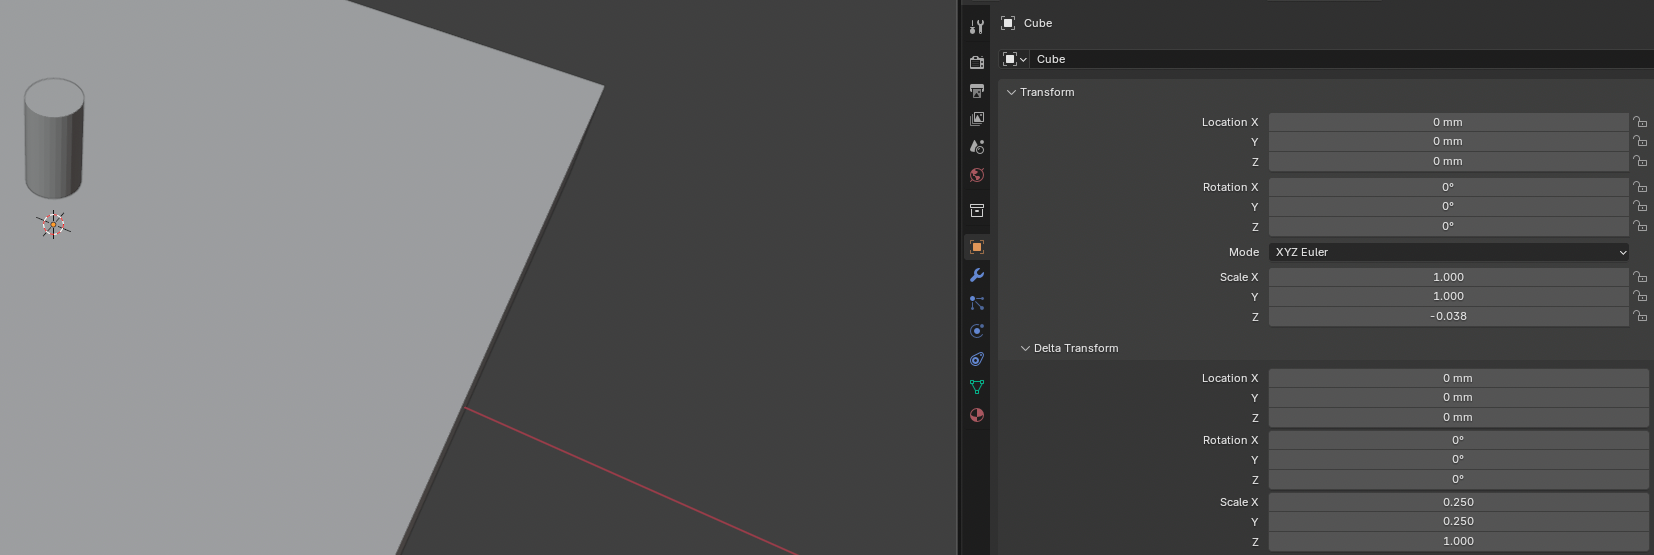 Cube
Cube
Transform
Location X 0 mm
Y 0 mm
Z 0 mm
Rotation X 0°
Y 0°
Z 0°
Mode XYZ Euler
Scale X 1.000
Y 1.000
Z -0.038
Delta Transform
Location X 0 mm
Y 0 mm
Z 0 mm
Rotation X 0°
Y 0°
Z 0°
Scale X 0.250
Y 0.250
Z 1.000